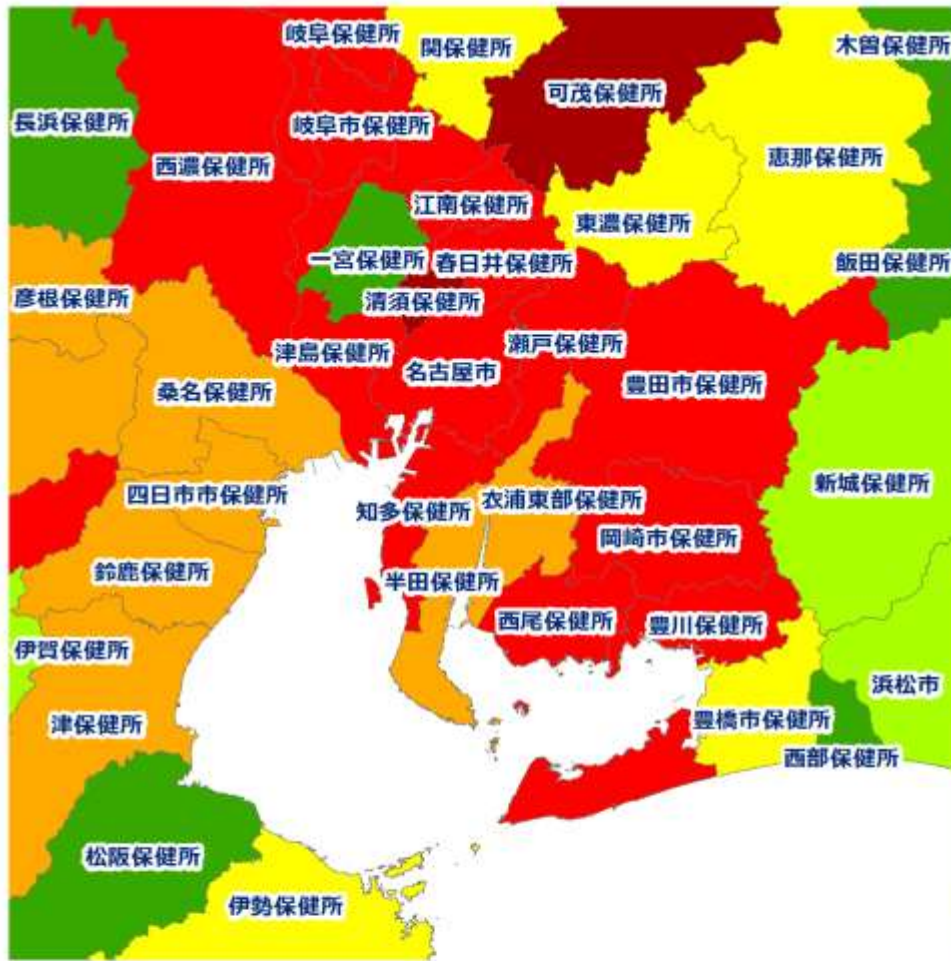 岐阜保健所
関保健所
木曽保健所
可茂保健所
長浜保健所
岐阜市保健所
西濃保健所
恵那保健所
江南保健所
東濃保健所
一宮保健所
春日井保健所
飯田保健所
彦根保健所
清須保健所
津島保健所
瀬戸保健所
名古屋市
桑名保健所
豊田市保健所
新城保健所
四日市市保健所
知多保健所
衣浦東部保健所
岡崎市保健所
鈴鹿保健所
半田保健所
西尾保健所
豊川保健所
伊賀保健所
浜松市
津保健所
豊橋市保健所
西部保健所
松阪保健所
伊勢保健所